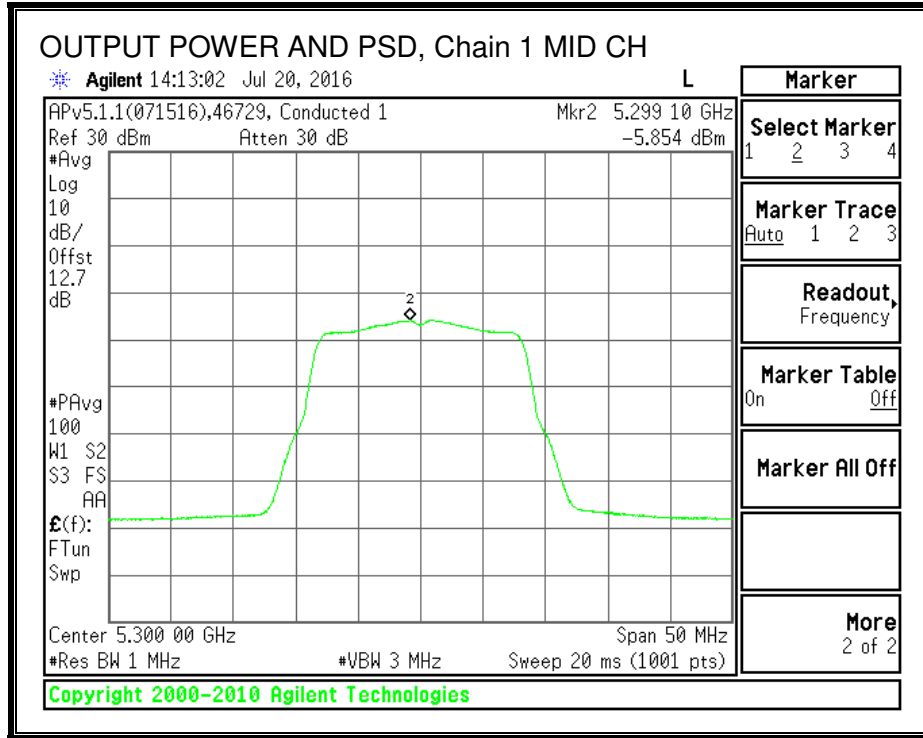 OUTPUT POWER AND PSD, Chain 1 MID CH
Agilent 14:13:02 Jul 20, 2016 L
APv5.1.1(071516),46729, Conducted 1 Mkr2 5.299 10 GHz
Ref 30 dBm Atten 30 dB -5.854 dBm
#Avg
Log
10
dB/
Offst
12.7
dB
2
#PAvg
100
W1 S2
S3 FS
AA
£(f):
FTun
Swp
Center 5.300 00 GHz Span 50 MHz
#Res BW 1 MHz #VBW 3 MHz Sweep 20 ms (1001 pts)
Copyright 2000-2010 Agilent Technologies
Marker
Select Marker
1 2 3 4
Marker Trace
Auto 1 2 3
Readout
Frequency
Marker Table
On Off
Marker All Off
More
2 of 2